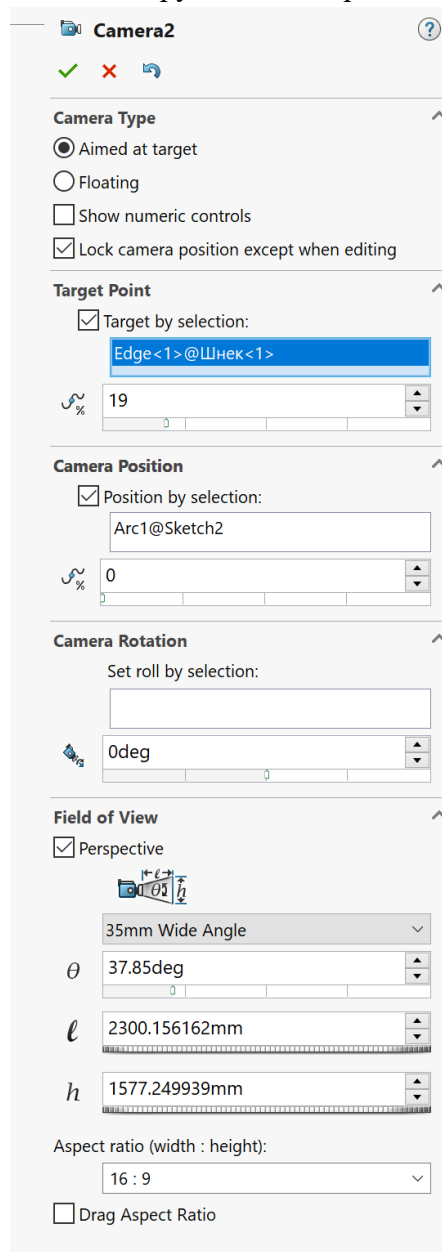 Camera2
?
Camera Type
Aimed at target
Floating
Show numeric controls
Lock camera position except when editing
Target Point
Target by selection:
Edge<1>@Шнек<1>
% 19
Camera Position
Position by selection:
Arc1@Sketch2
% 0
Camera Rotation
Set roll by selection:
0deg
Field of View
Perspective
ℓ
θ h
35mm Wide Angle
θ 37.85deg
ℓ 2300.156162mm
h 1577.249939mm
Aspect ratio (width : height):
16 : 9
Drag Aspect Ratio